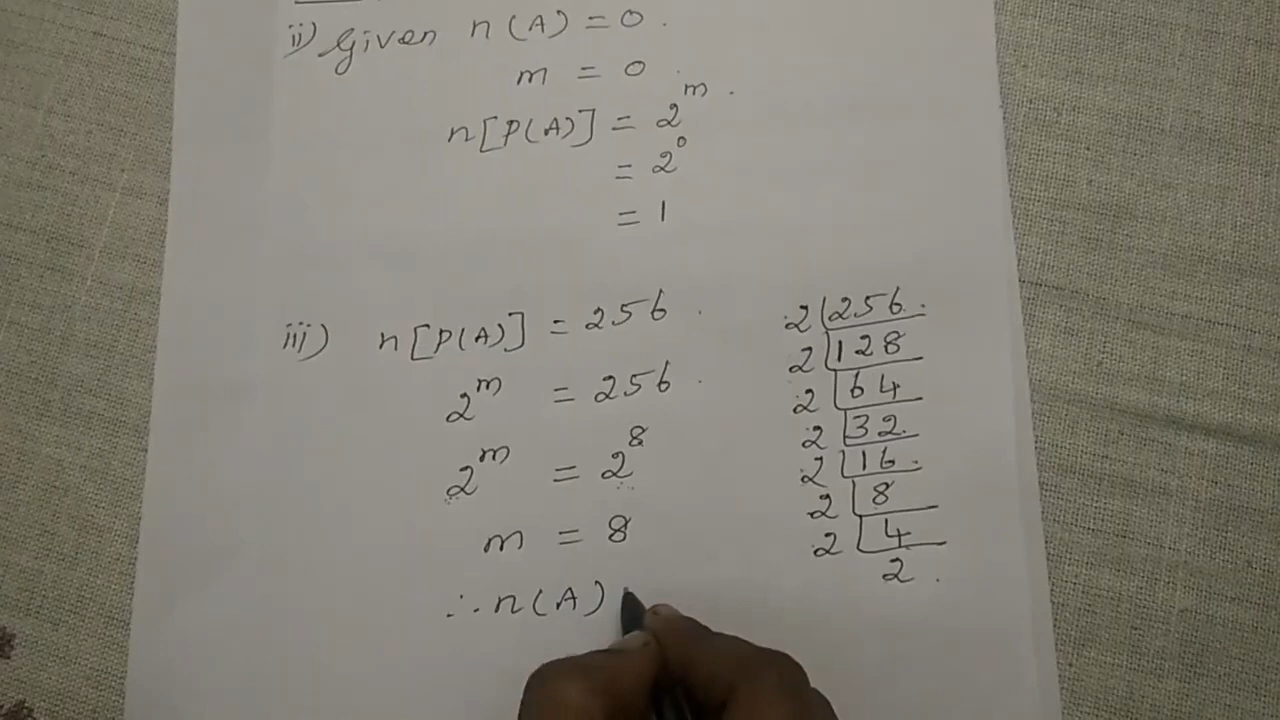 ii) Given n(A) = 0.
m = 0
n[P(A)] = 2^m.
= 2^0
= 1
iii) n[P(A)] = 256.
2^m = 256.
2^m = 2^8
m = 8
∴ n(A)
2 | 256.
2 | 128
2 | 64
2 | 32.
2 | 16.
2 | 8
2 | 4
2.